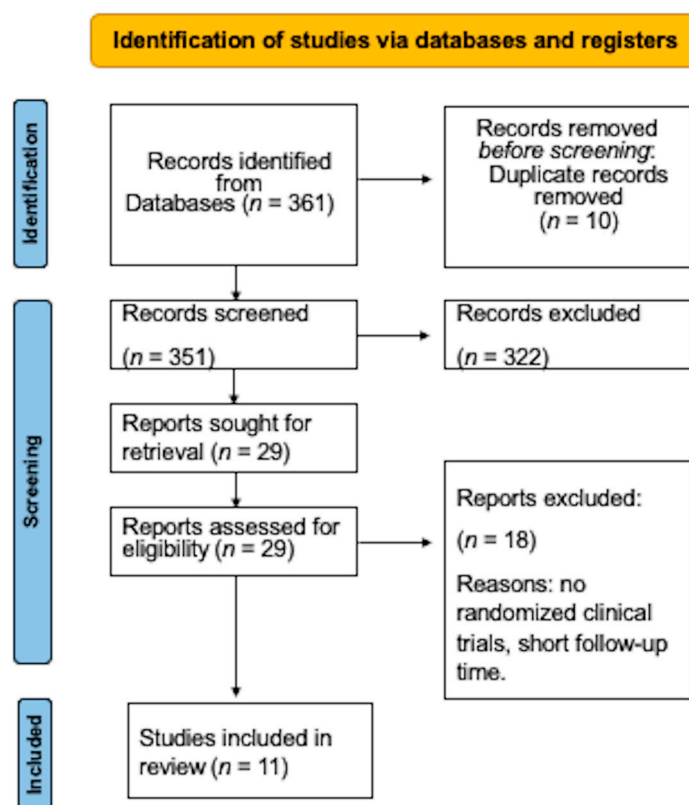 Identification of studies via databases and registers
Identification
Records identified
from
Databases (n = 361)
Records removed
before screening:
Duplicate records
removed
(n = 10)
Screening
Records screened
(n = 351)
Records excluded
(n = 322)
Reports sought for
retrieval (n = 29)
Reports assessed for
eligibility (n = 29)
Reports excluded:
(n = 18)
Reasons: no
randomized clinical
trials, short follow-up
time.
Included
Studies included in
review (n = 11)